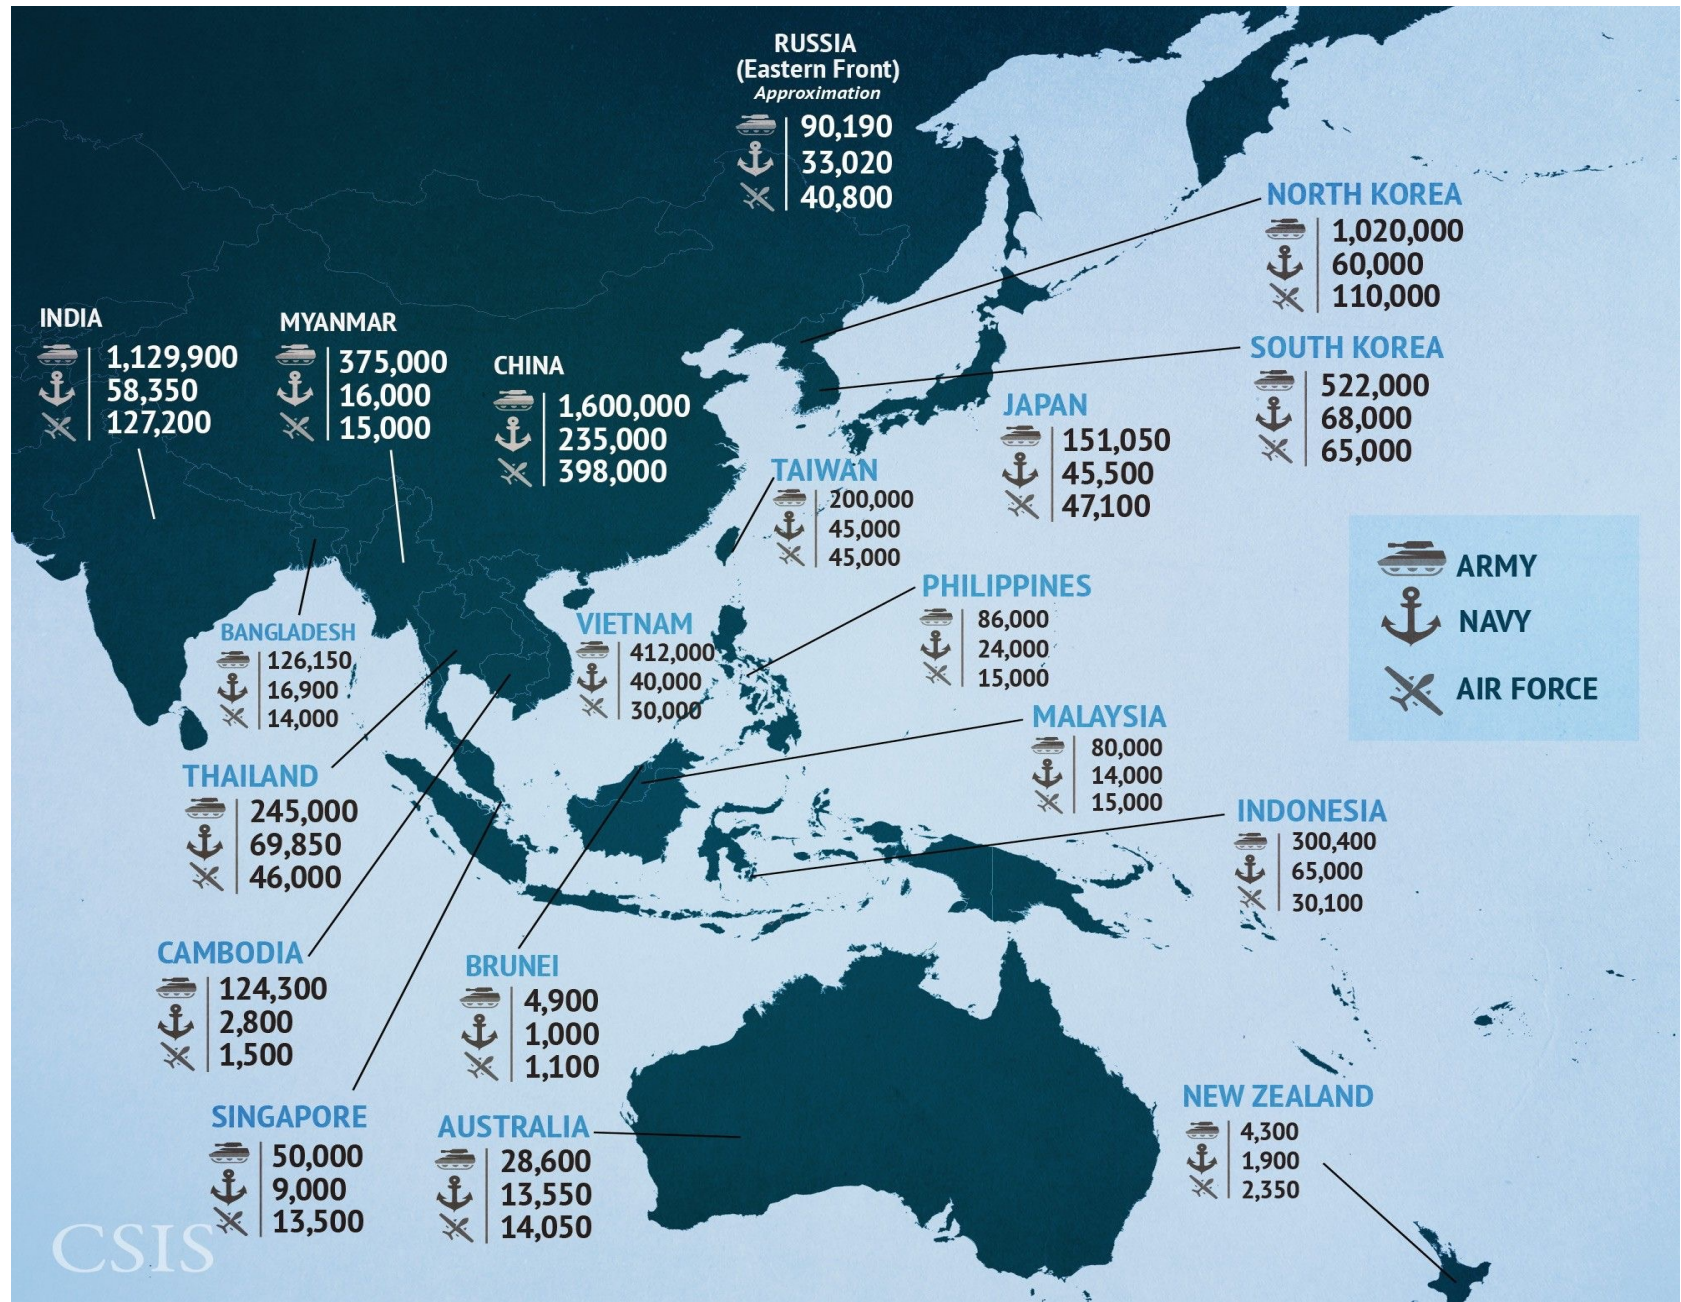 RUSSIA
(Eastern Front)
Approximation
90,190
33,020
40,800
NORTH KOREA
1,020,000
60,000
110,000
INDIA
1,129,900
58,350
127,200
MYANMAR
375,000
16,000
15,000
CHINA
1,600,000
235,000
398,000
SOUTH KOREA
522,000
68,000
65,000
JAPAN
151,050
45,500
47,100
TAIWAN
200,000
45,000
45,000
ARMY
NAVY
AIR FORCE
PHILIPPINES
86,000
24,000
15,000
VIETNAM
412,000
40,000
30,000
BANGLADESH
126,150
16,900
14,000
MALAYSIA
80,000
14,000
15,000
THAILAND
245,000
69,850
46,000
INDONESIA
300,400
65,000
30,100
CAMBODIA
124,300
2,800
1,500
BRUNEI
4,900
1,000
1,100
SINGAPORE
50,000
9,000
13,500
AUSTRALIA
28,600
13,550
14,050
NEW ZEALAND
4,300
1,900
2,350
CSIS